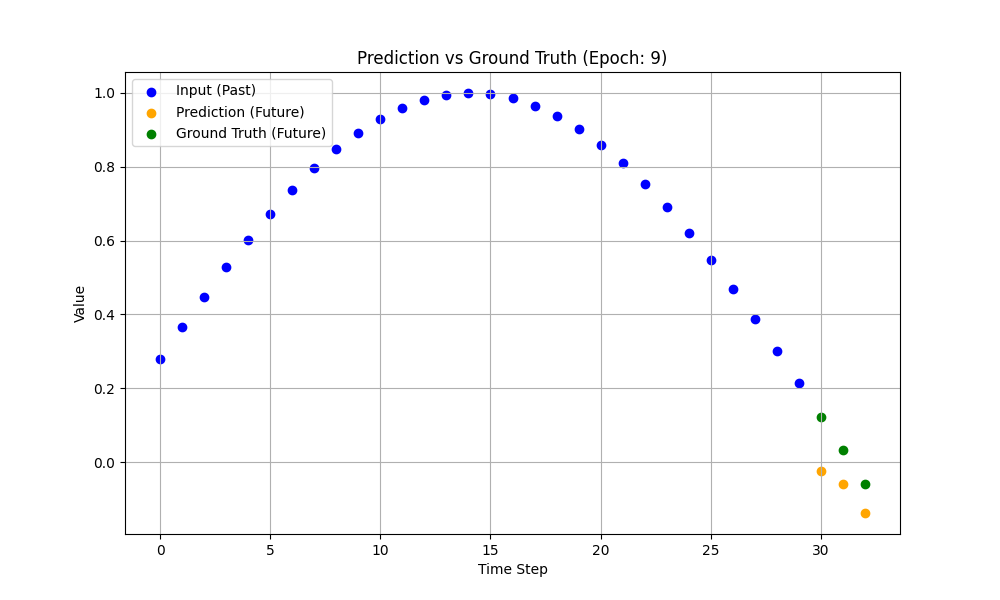 Prediction vs Ground Truth (Epoch: 9)
Input (Past)
Prediction (Future)
Ground Truth (Future)
1.0
0.8
0.6
0.4
0.2
0.0
Value
0 5 10 15 20 25 30
Time Step